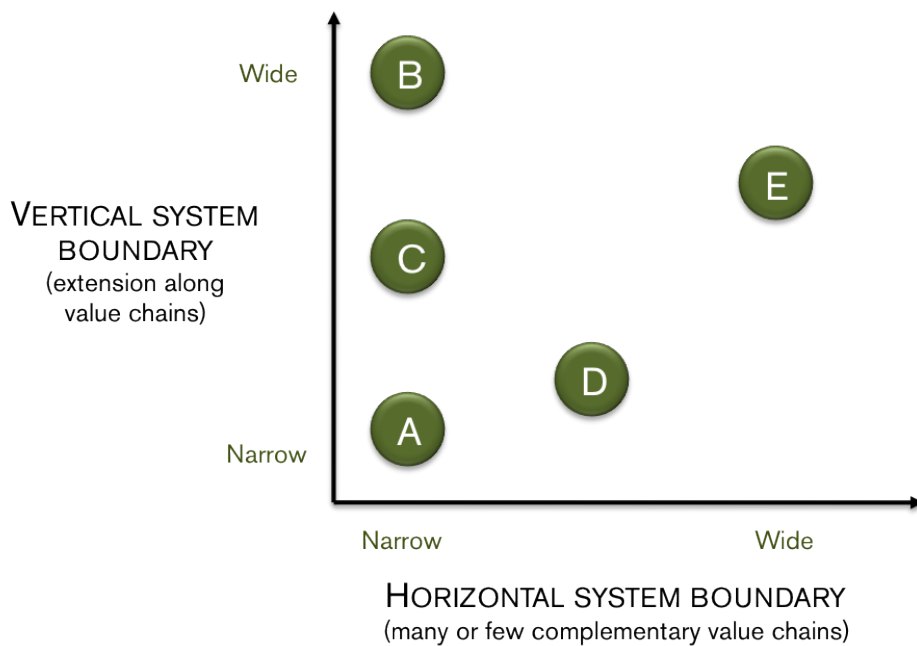 B
Wide
E
VERTICAL SYSTEM
BOUNDARY
(extension along
value chains)
C
D
A
Narrow
Narrow
Wide
HORIZONTAL SYSTEM BOUNDARY
(many or few complementary value chains)